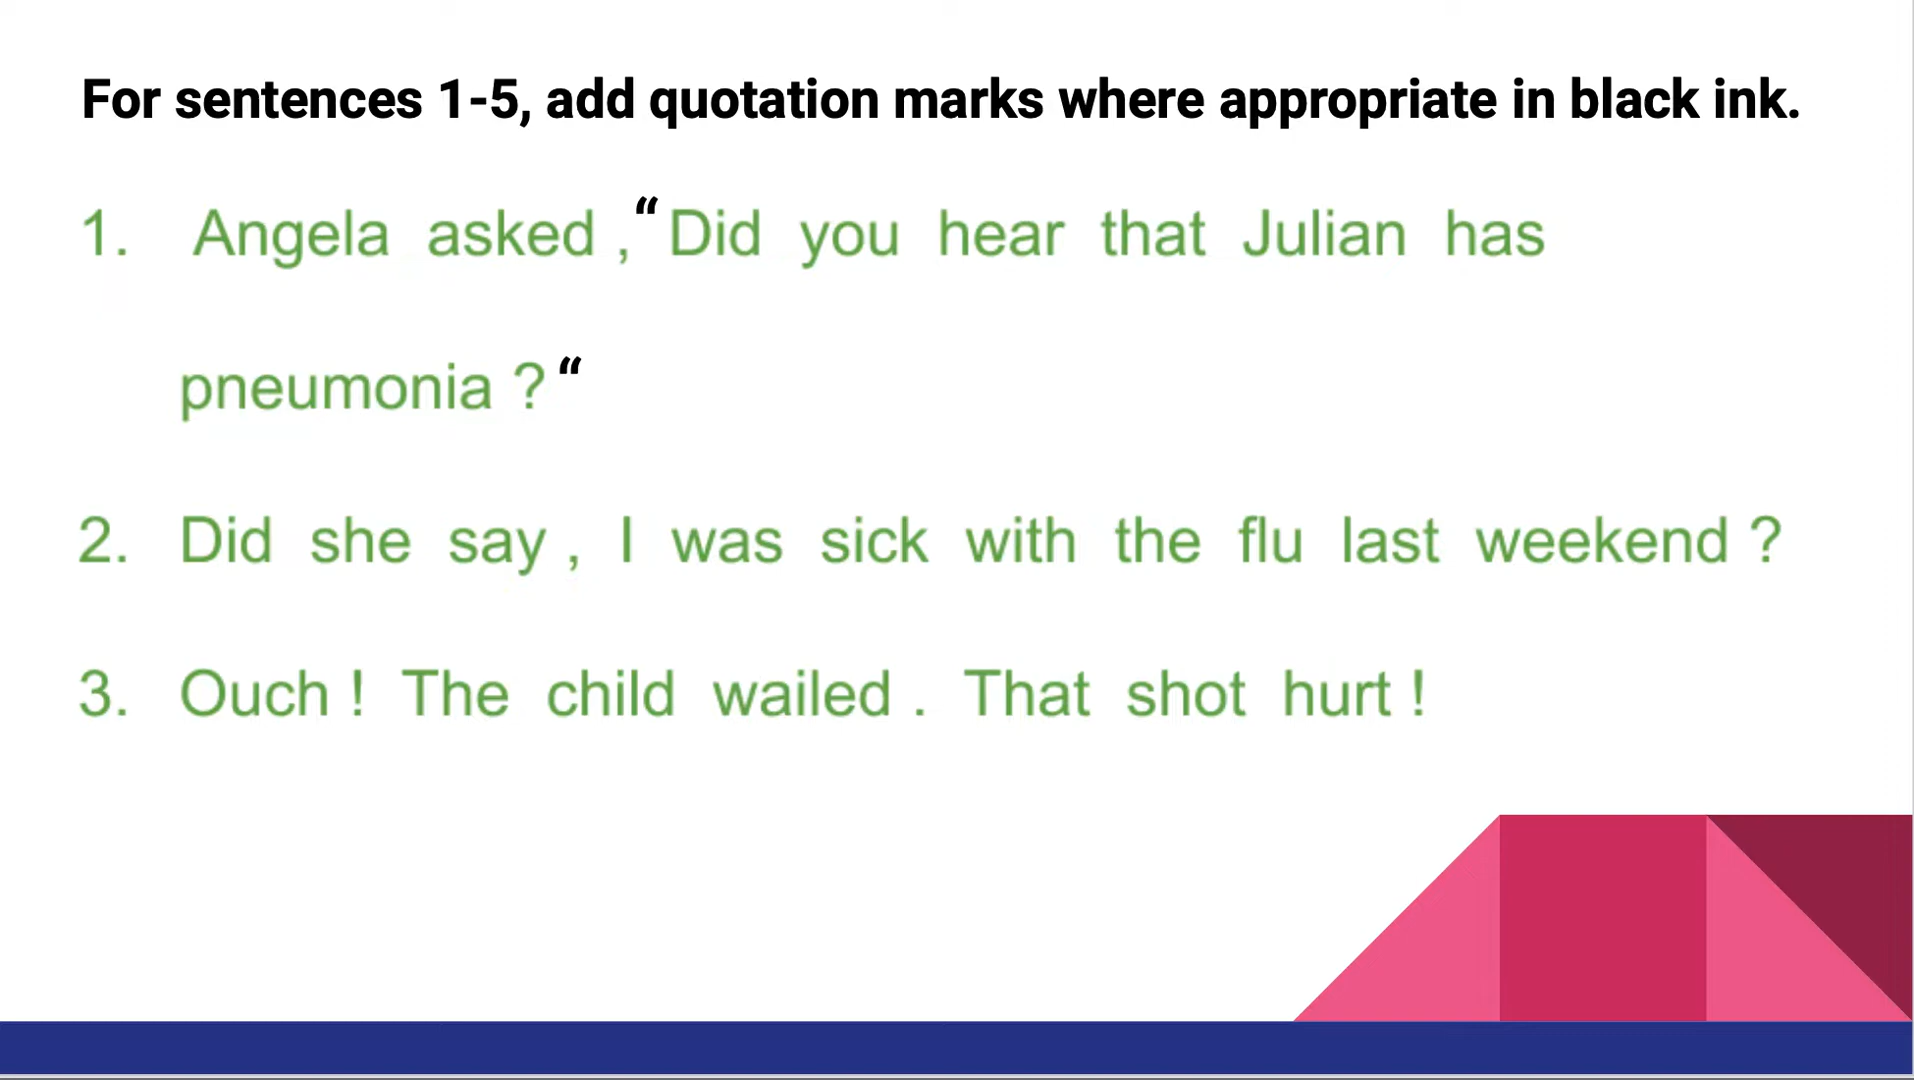 For sentences 1-5, add quotation marks where appropriate in black ink.
1. Angela asked ,“ Did you hear that Julian has
pneumonia ? “
2. Did she say , I was sick with the flu last weekend ?
3. Ouch ! The child wailed . That shot hurt !